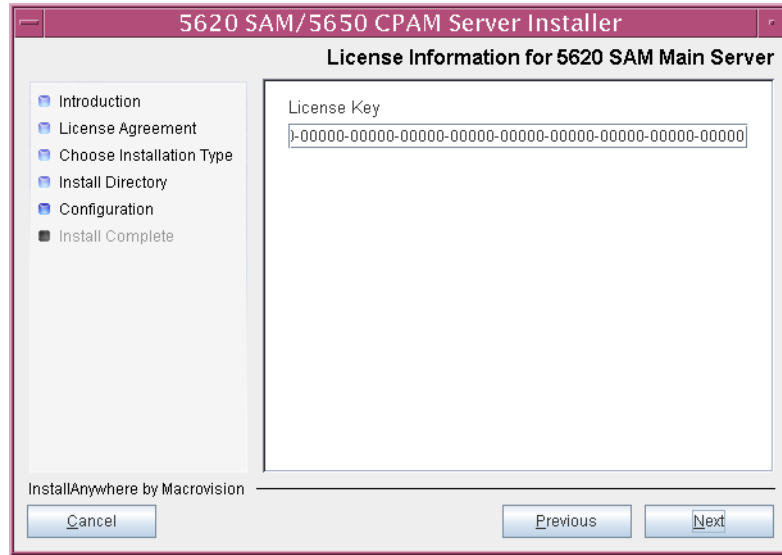 5620 SAM/5650 CPAM Server Installer
License Information for 5620 SAM Main Server
Introduction
License Agreement
Choose Installation Type
Install Directory
Configuration
Install Complete
License Key
)-00000-00000-00000-00000-00000-00000-00000-00000-00000
InstallAnywhere by Macrovision
Cancel
Previous
Next